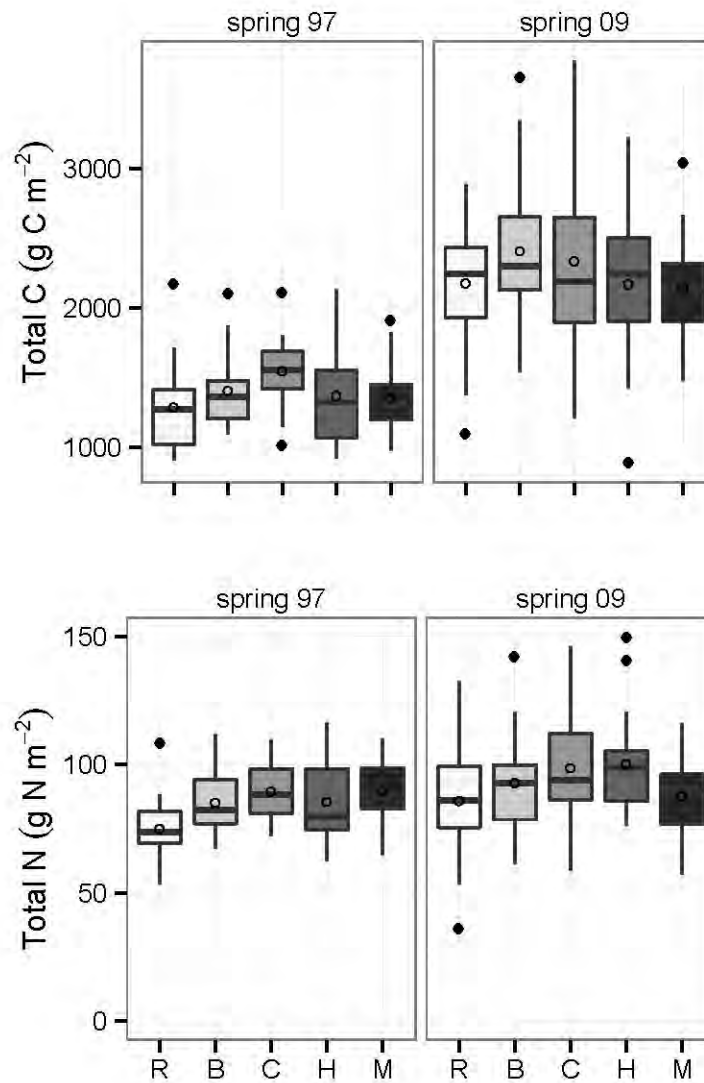 spring 97
spring 09
Total C (g C m⁻²)
3000
2000
1000
spring 97
spring 09
Total N (g N m⁻²)
150
100
50
0
R B C H M
R B C H M